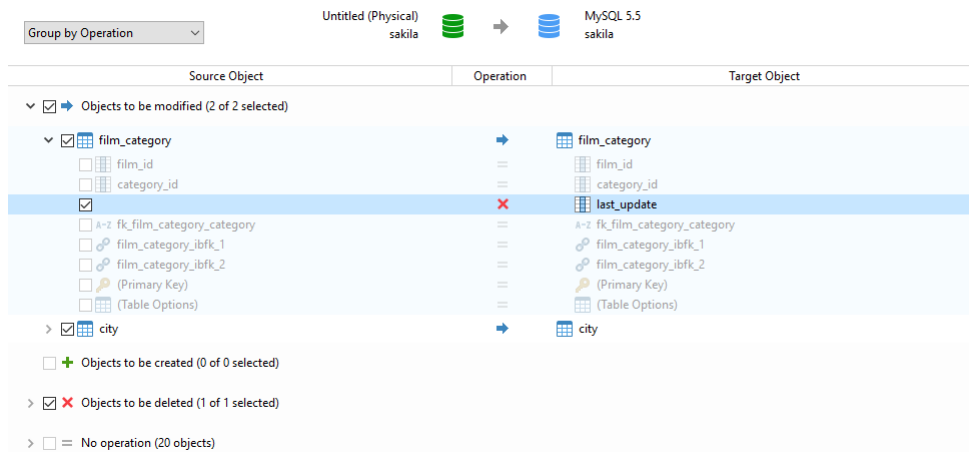 Group by Operation
Untitled (Physical)
sakila
MySQL 5.5
sakila
Source Object Operation Target Object
Objects to be modified (2 of 2 selected)
film_category film_category
film_id = film_id
category_id = category_id
last_update
A-Z fk_film_category_category = A-Z fk_film_category_category
film_category_ibfk_1 = film_category_ibfk_1
film_category_ibfk_2 = film_category_ibfk_2
(Primary Key) = (Primary Key)
(Table Options) = (Table Options)
city city
Objects to be created (0 of 0 selected)
Objects to be deleted (1 of 1 selected)
= No operation (20 objects)